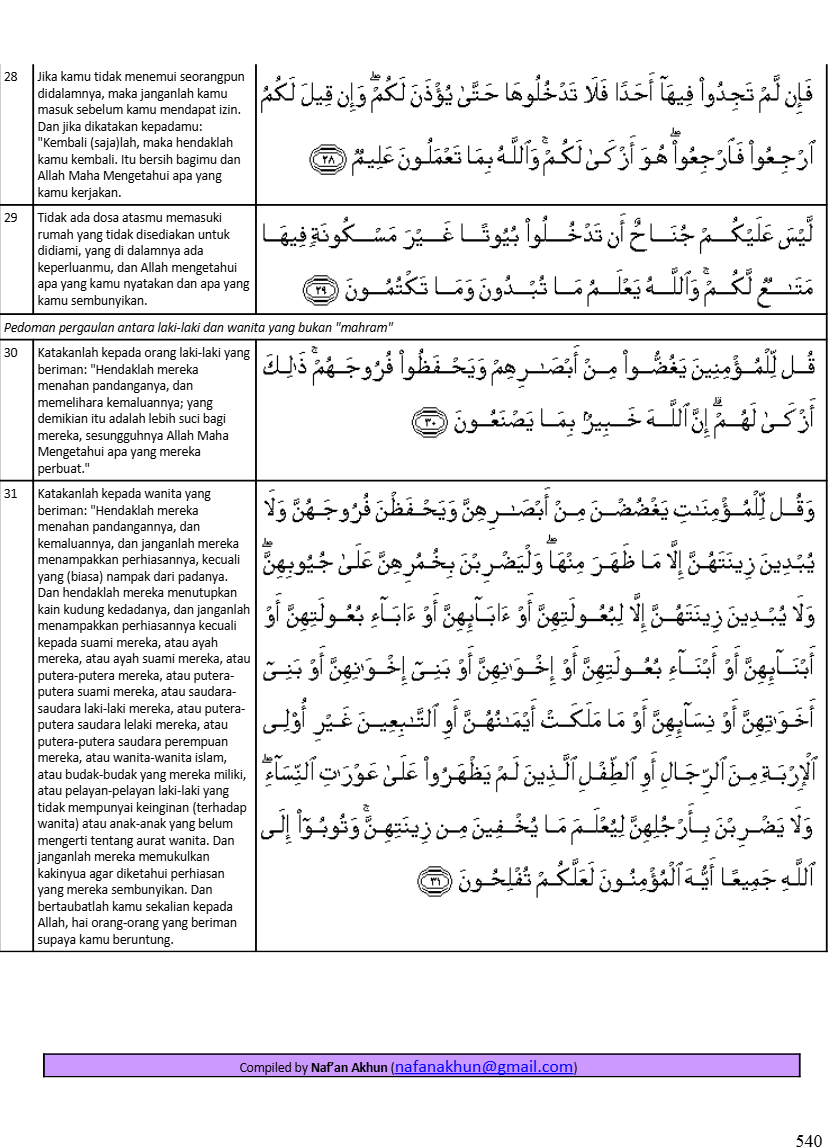 28
Jika kamu tidak menemui seorangpun
didalamnya, maka janganlah kamu
masuk sebelum kamu mendapat izin.
Dan jika dikatakan kepadamu:
"Kembali (saja)lah, maka hendaklah
kamu kembali. Itu bersih bagimu dan
Allah Maha Mengetahui apa yang
kamu kerjakan.
فَإِن لَّمْ تَجِدُوا۟ فِيهَآ أَحَدًا فَلَا تَدْخُلُوهَا حَتَّىٰ يُؤْذَنَ لَكُمْ ۖ وَإِن قِيلَ لَكُمُ
ٱرْجِعُوا۟ فَٱرْجِعُوا۟ ۖ هُوَ أَزْكَىٰ لَكُمْ ۚ وَٱللَّهُ بِمَا تَعْمَلُونَ عَلِيمٌ ٢٨
29
Tidak ada dosa atasmu memasuki
rumah yang tidak disediakan untuk
didiami, yang di dalamnya ada
keperluanmu, dan Allah mengetahui
apa yang kamu nyatakan dan apa yang
kamu sembunyikan.
لَّيْسَ عَلَيْكُمْ جُنَاحٌ أَن تَدْخُلُوا۟ بُيُوتًا غَيْرَ مَسْكُونَةٍ فِيهَا
مَتَٰعٌ لَّكُمْ ۚ وَٱللَّهُ يَعْلَمُ مَا تُبْدُونَ وَمَا تَكْتُمُونَ ٢٩
Pedoman pergaulan antara laki-laki dan wanita yang bukan "mahram"
30
Katakanlah kepada orang laki-laki yang
beriman: "Hendaklah mereka
menahan pandanganya, dan
memelihara kemaluannya; yang
demikian itu adalah lebih suci bagi
mereka, sesungguhnya Allah Maha
Mengetahui apa yang mereka
perbuat."
قُل لِّلْمُؤْمِنِينَ يَغُضُّوا۟ مِنْ أَبْصَٰرِهِمْ وَيَحْفَظُوا۟ فُرُوجَهُمْ ۚ ذَٰلِكَ
أَزْكَىٰ لَهُمْ ۗ إِنَّ ٱللَّهَ خَبِيرٌۢ بِمَا يَصْنَعُونَ ٣٠
31
Katakanlah kepada wanita yang
beriman: "Hendaklah mereka
menahan pandangannya, dan
kemaluannya, dan janganlah mereka
menampakkan perhiasannya, kecuali
yang (biasa) nampak dari padanya.
Dan hendaklah mereka menutupkan
kain kudung kedadanya, dan janganlah
menampakkan perhiasannya kecuali
kepada suami mereka, atau ayah
mereka, atau ayah suami mereka, atau
putera-putera mereka, atau putera-
putera suami mereka, atau saudara-
saudara laki-laki mereka, atau putera-
putera saudara lelaki mereka, atau
putera-putera saudara perempuan
mereka, atau wanita-wanita islam,
atau budak-budak yang mereka miliki,
atau pelayan-pelayan laki-laki yang
tidak mempunyai keinginan (terhadap
wanita) atau anak-anak yang belum
mengerti tentang aurat wanita. Dan
janganlah mereka memukulkan
kakinyua agar diketahui perhiasan
yang mereka sembunyikan. Dan
bertaubatlah kamu sekalian kepada
Allah, hai orang-orang yang beriman
supaya kamu beruntung.
وَقُل لِّلْمُؤْمِنَٰتِ يَغْضُضْنَ مِنْ أَبْصَٰرِهِنَّ وَيَحْفَظْنَ فُرُوجَهُنَّ وَلَا
يُبْدِينَ زِينَتَهُنَّ إِلَّا مَا ظَهَرَ مِنْهَا ۖ وَلْيَضْرِبْنَ بِخُمُرِهِنَّ عَلَىٰ جُيُوبِهِنَّ ۖ
وَلَا يُبْدِينَ زِينَتَهُنَّ إِلَّا لِبُعُولَتِهِنَّ أَوْ ءَابَآئِهِنَّ أَوْ ءَابَآءِ بُعُولَتِهِنَّ أَوْ
أَبْنَآئِهِنَّ أَوْ أَبْنَآءِ بُعُولَتِهِنَّ أَوْ إِخْوَٰنِهِنَّ أَوْ بَنِىٓ إِخْوَٰنِهِنَّ أَوْ بَنِىٓ
أَخَوَٰتِهِنَّ أَوْ نِسَآئِهِنَّ أَوْ مَا مَلَكَتْ أَيْمَٰنُهُنَّ أَوِ ٱلتَّٰبِعِينَ غَيْرِ أُو۟لِى
ٱلْإِرْبَةِ مِنَ ٱلرِّجَالِ أَوِ ٱلطِّفْلِ ٱلَّذِينَ لَمْ يَظْهَرُوا۟ عَلَىٰ عَوْرَٰتِ ٱلنِّسَآءِ ۖ
وَلَا يَضْرِبْنَ بِأَرْجُلِهِنَّ لِيُعْلَمَ مَا يُخْفِينَ مِن زِينَتِهِنَّ ۚ وَتُوبُوٓا۟ إِلَى
ٱللَّهِ جَمِيعًا أَيُّهَ ٱلْمُؤْمِنُونَ لَعَلَّكُمْ تُفْلِحُونَ ٣١
Compiled by Naf'an Akhun (nafanakhun@gmail.com)
540